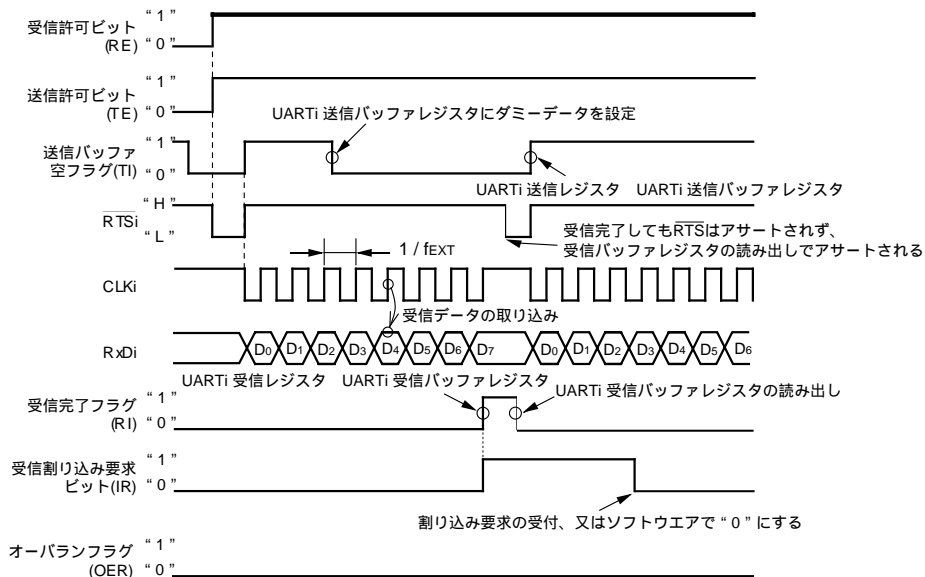 受信許可ビット
(RE)
“ 1 ”
“ 0 ”
送信許可ビット
(TE)
“ 1 ”
“ 0 ”
UARTi 送信バッファレジスタにダミーデータを設定
送信バッファ
空フラグ(TI)
“ 1 ”
“ 0 ”
UARTi 送信レジスタ UARTi 送信バッファレジスタ
RTSi
“ H ”
“ L ”
受信完了してもRTSはアサートされず、
受信バッファレジスタの読み出しでアサートされる
1 / fEXT
CLKi
受信データの取り込み
RxDi
D0 D1 D2 D3 D4 D5 D6 D7 D0 D1 D2 D3 D4 D5 D6
UARTi 受信レジスタ UARTi 受信バッファレジスタ
UARTi 受信バッファレジスタの読み出し
受信完了フラグ
(RI)
“ 1 ”
“ 0 ”
受信割り込み要求
ビット(IR)
“ 1 ”
“ 0 ”
割り込み要求の受付、又はソフトウエアで “ 0 ” にする
オーバランフラグ
(OER)
“ 1 ”
“ 0 ”